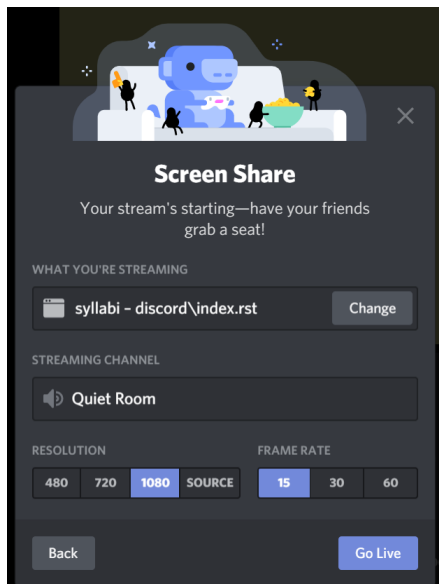 Screen Share
Your stream's starting—have your friends
grab a seat!
WHAT YOU'RE STREAMING
syllabi – discord\index.rst
Change
STREAMING CHANNEL
Quiet Room
RESOLUTION
FRAME RATE
480 720 1080 SOURCE
15 30 60
Back
Go Live